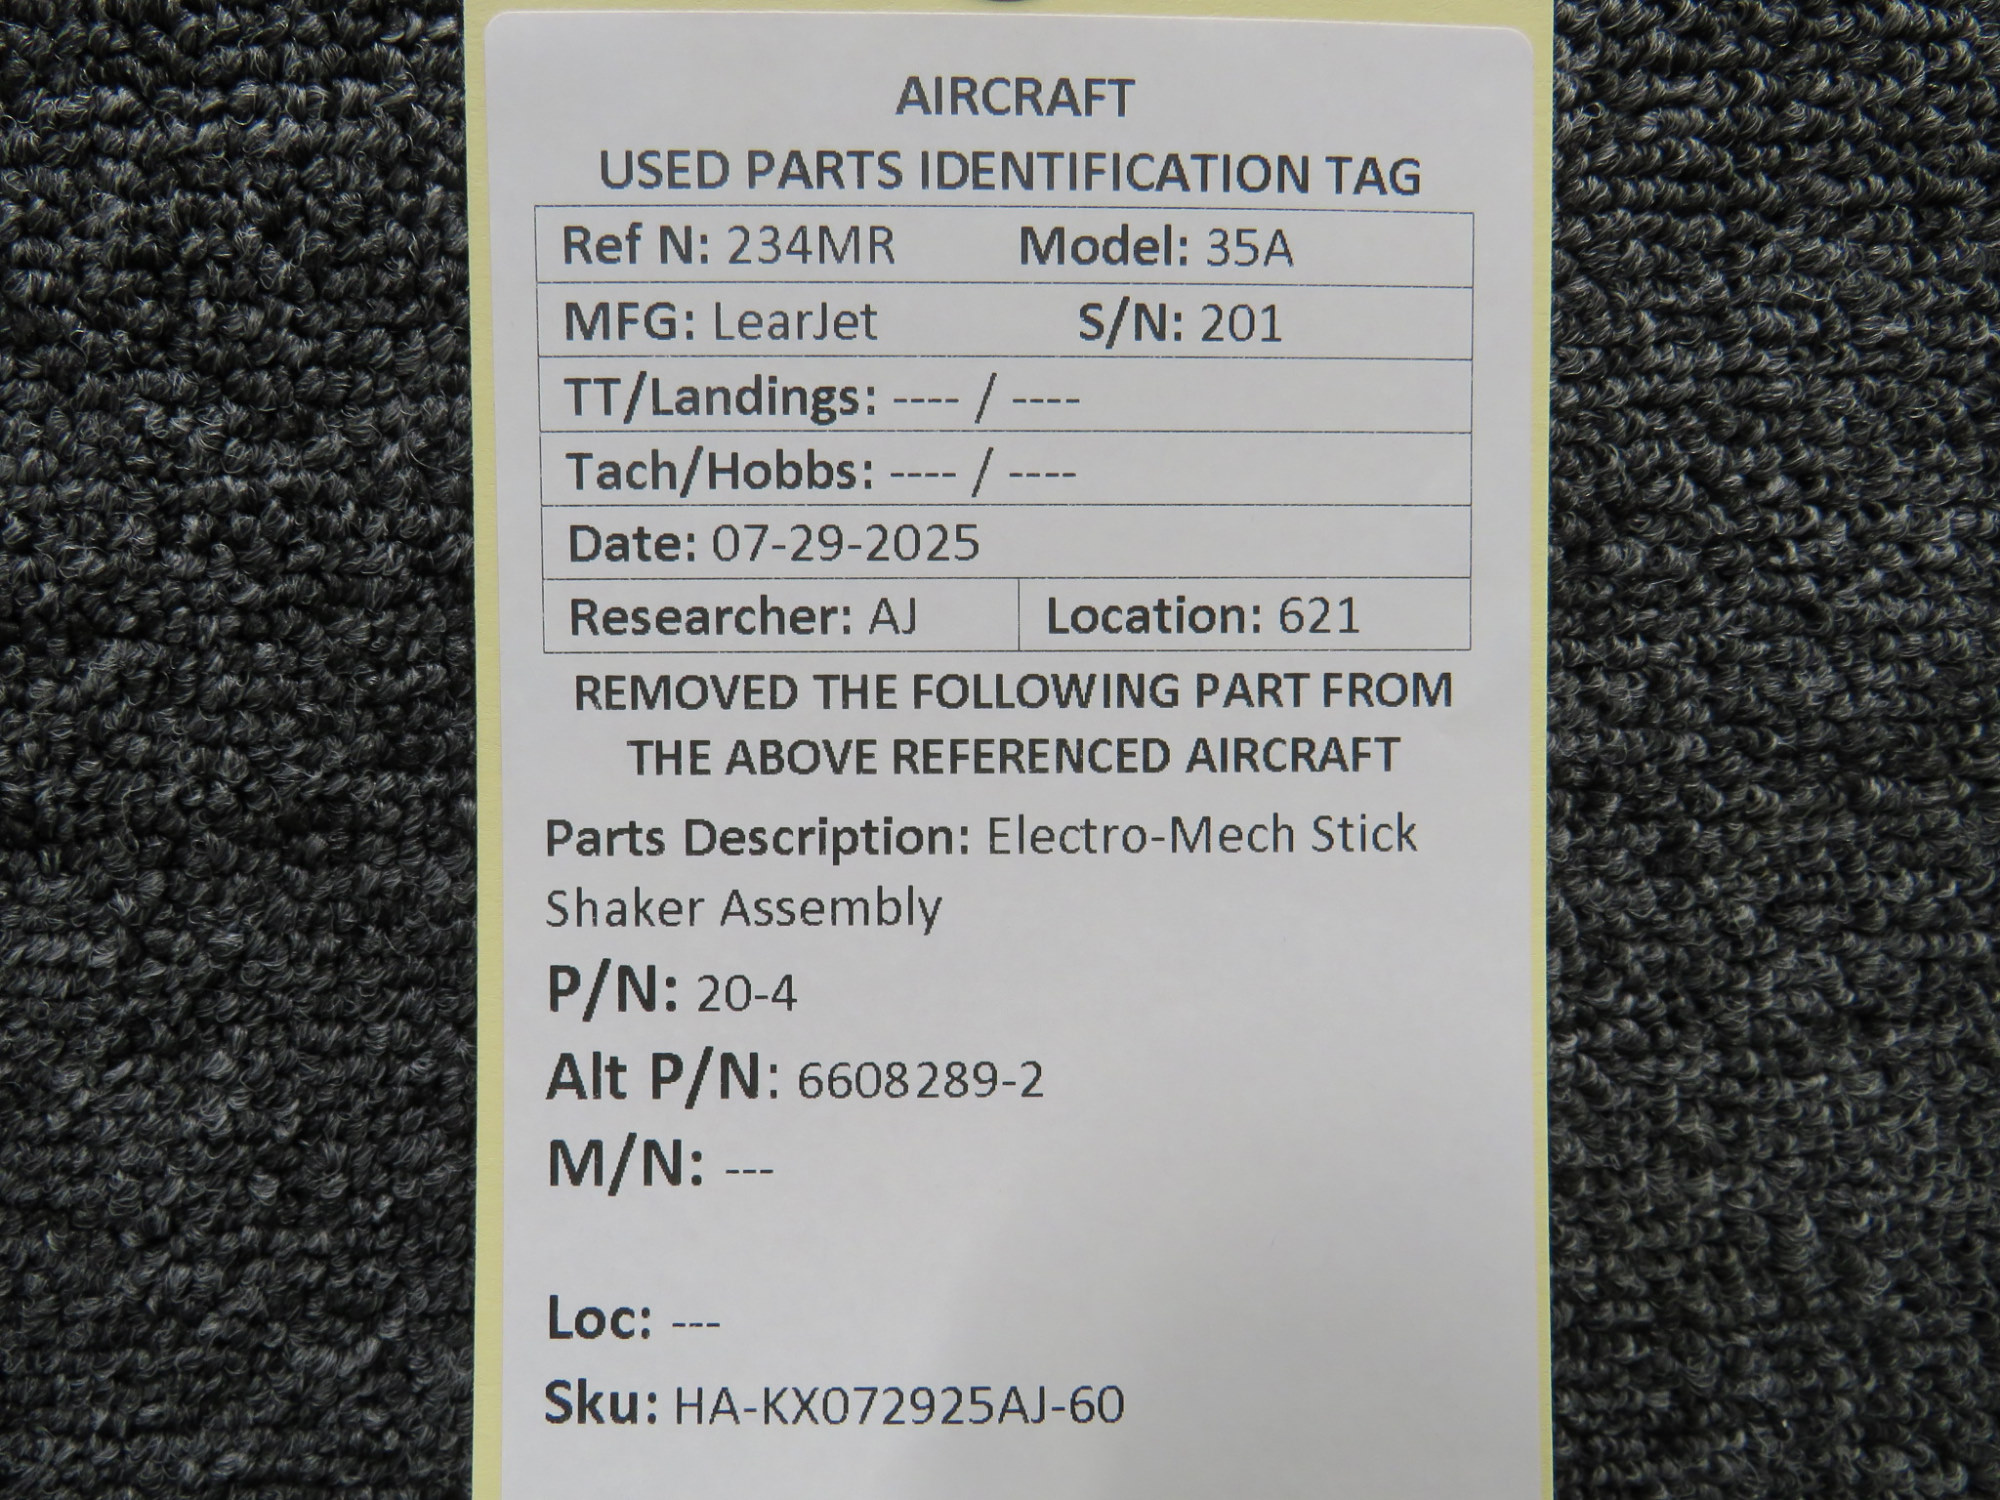 AIRCRAFT
USED PARTS IDENTIFICATION TAG
Ref N: 234MR Model: 35A
MFG: LearJet S/N: 201
TT/Landings: ---- / ----
Tach/Hobbs: ---- / ----
Date: 07-29-2025
Researcher: AJ Location: 621
REMOVED THE FOLLOWING PART FROM
THE ABOVE REFERENCED AIRCRAFT
Parts Description: Electro-Mech Stick
Shaker Assembly
P/N: 20-4
Alt P/N: 6608289-2
M/N: ---
Loc: ---
Sku: HA-KX072925AJ-60